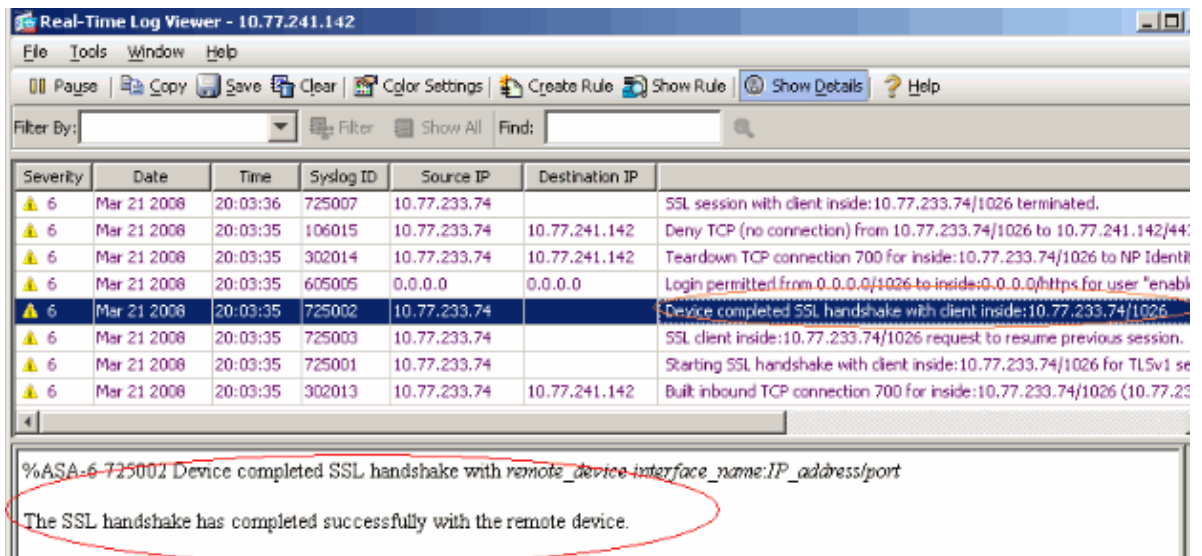 Real-Time Log Viewer - 10.77.241.142
File Tools Window Help
Pause Copy Save Clear Color Settings Create Rule Show Rule Show Details Help
Filter By: Filter Show All Find:
Severity Date Time Syslog ID Source IP Destination IP
6 Mar 21 2008 20:03:36 725007 10.77.233.74 SSL session with client inside:10.77.233.74/1026 terminated.
6 Mar 21 2008 20:03:35 106015 10.77.233.74 10.77.241.142 Deny TCP (no connection) from 10.77.233.74/1026 to 10.77.241.142/443
6 Mar 21 2008 20:03:35 302014 10.77.233.74 10.77.241.142 Teardown TCP connection 700 for inside:10.77.233.74/1026 to NP Identit
6 Mar 21 2008 20:03:35 605005 0.0.0.0 0.0.0.0 Login permitted from 0.0.0.0/1026 to inside:0.0.0.0/https for user "enabl
6 Mar 21 2008 20:03:35 725002 10.77.233.74 Device completed SSL handshake with client inside:10.77.233.74/1026
6 Mar 21 2008 20:03:35 725003 10.77.233.74 SSL client inside:10.77.233.74/1026 request to resume previous session.
6 Mar 21 2008 20:03:35 725001 10.77.233.74 Starting SSL handshake with client inside:10.77.233.74/1026 for TLSv1 se
6 Mar 21 2008 20:03:35 302013 10.77.233.74 10.77.241.142 Built inbound TCP connection 700 for inside:10.77.233.74/1026 (10.77.23
%ASA-6-725002 Device completed SSL handshake with remote_device interface_name:IP_address/port
The SSL handshake has completed successfully with the remote device.